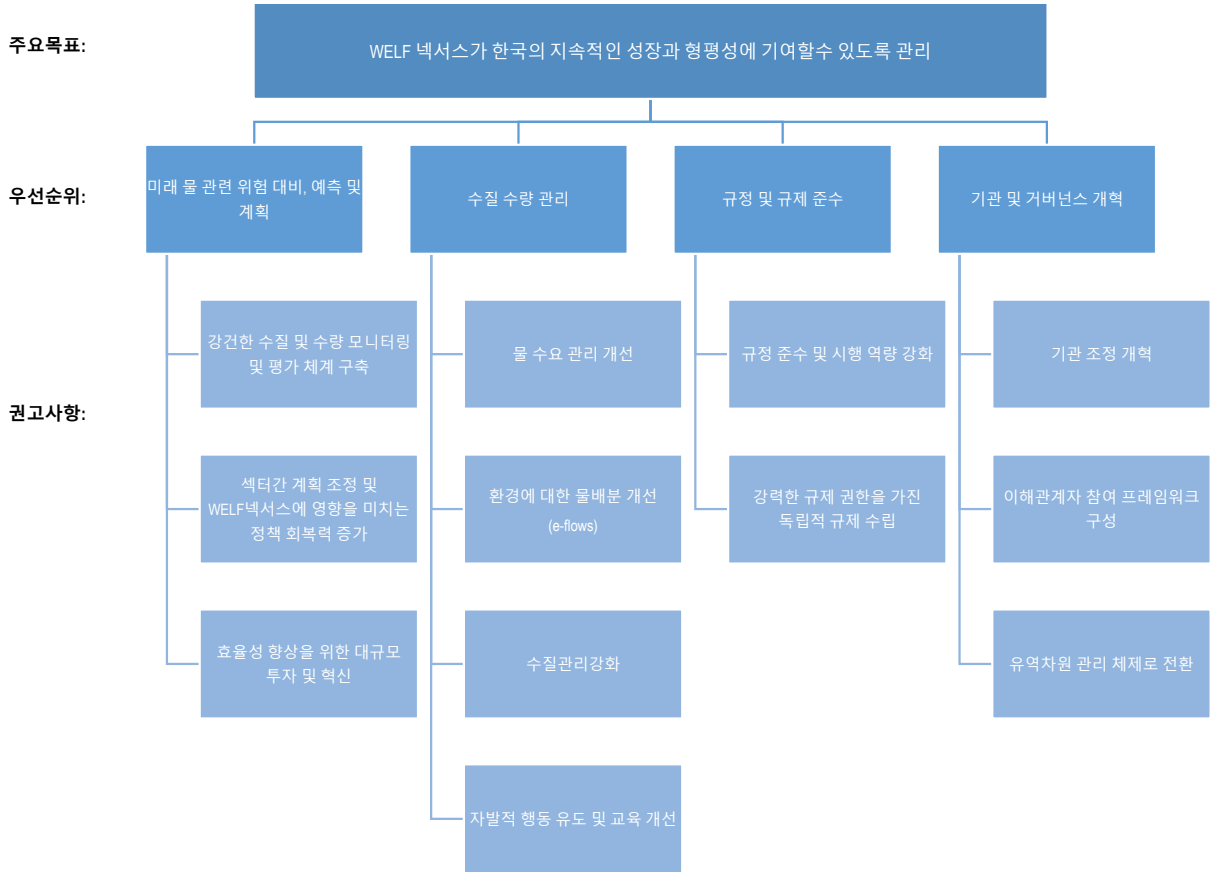 주요목표:
WELF 넥서스가 한국의 지속적인 성장과 형평성에 기여할수 있도록 관리
우선순위:
미래 물 관련 위험 대비, 예측 및
계획
수질 수량 관리
규정 및 규제 준수
기관 및 거버넌스 개혁
권고사항:
강건한 수질 및 수량 모니터링
및 평가 체계 구축
물 수요 관리 개선
규정 준수 및 시행 역량 강화
기관 조정 개혁
섹터간 계획 조정 및
WELF넥서스에 영향을 미치는
정책 회복력 증가
환경에 대한 물배분 개선
(e-flows)
강력한 규제 권한을 가진
독립적 규제 수립
이해관계자 참여 프레임워크
구성
효율성 향상을 위한 대규모
투자 및 혁신
수질관리강화
유역차원 관리 체제로 전환
자발적 행동 유도 및 교육 개선